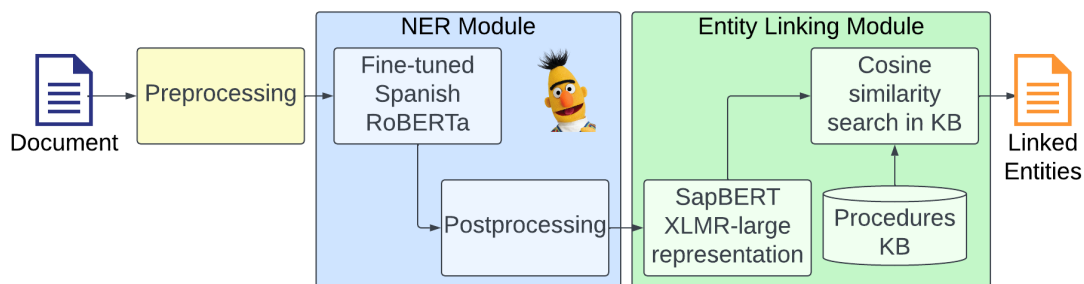 NER Module
Entity Linking Module
Document
Preprocessing
Fine-tuned
Spanish
RoBERTa
Postprocessing
SapBERT
XLMR-large
representation
Cosine
similarity
search in KB
Procedures
KB
Linked
Entities